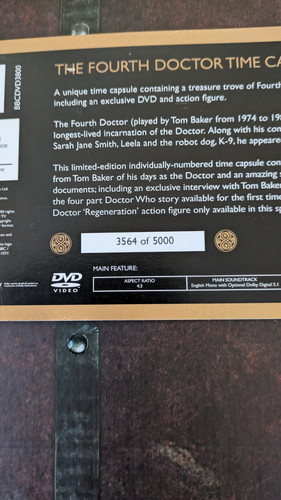 BBCDVD3800
THE FOURTH DOCTOR TIME CA
A unique time capsule containing a treasure trove of Fourth
including an exclusive DVD and action figure.
The Fourth Doctor (played by Tom Baker from 1974 to 198
longest-lived incarnation of the Doctor. Along with his con
Sarah Jane Smith, Leela and the robot dog, K-9, he appeared
This limited-edition individually-numbered time capsule con
from Tom Baker of his days as the Doctor and an amazing s
documents; including an exclusive interview with Tom Baker
the four part Doctor Who story available for the first time
Doctor 'Regeneration' action figure only available in this sp
3564 of 5000
DVD
VIDEO
MAIN FEATURE:
ASPECT RATIO
4:3
MAIN SOUNDTRACK
English Mono with Optional Dolby Digital 5.1